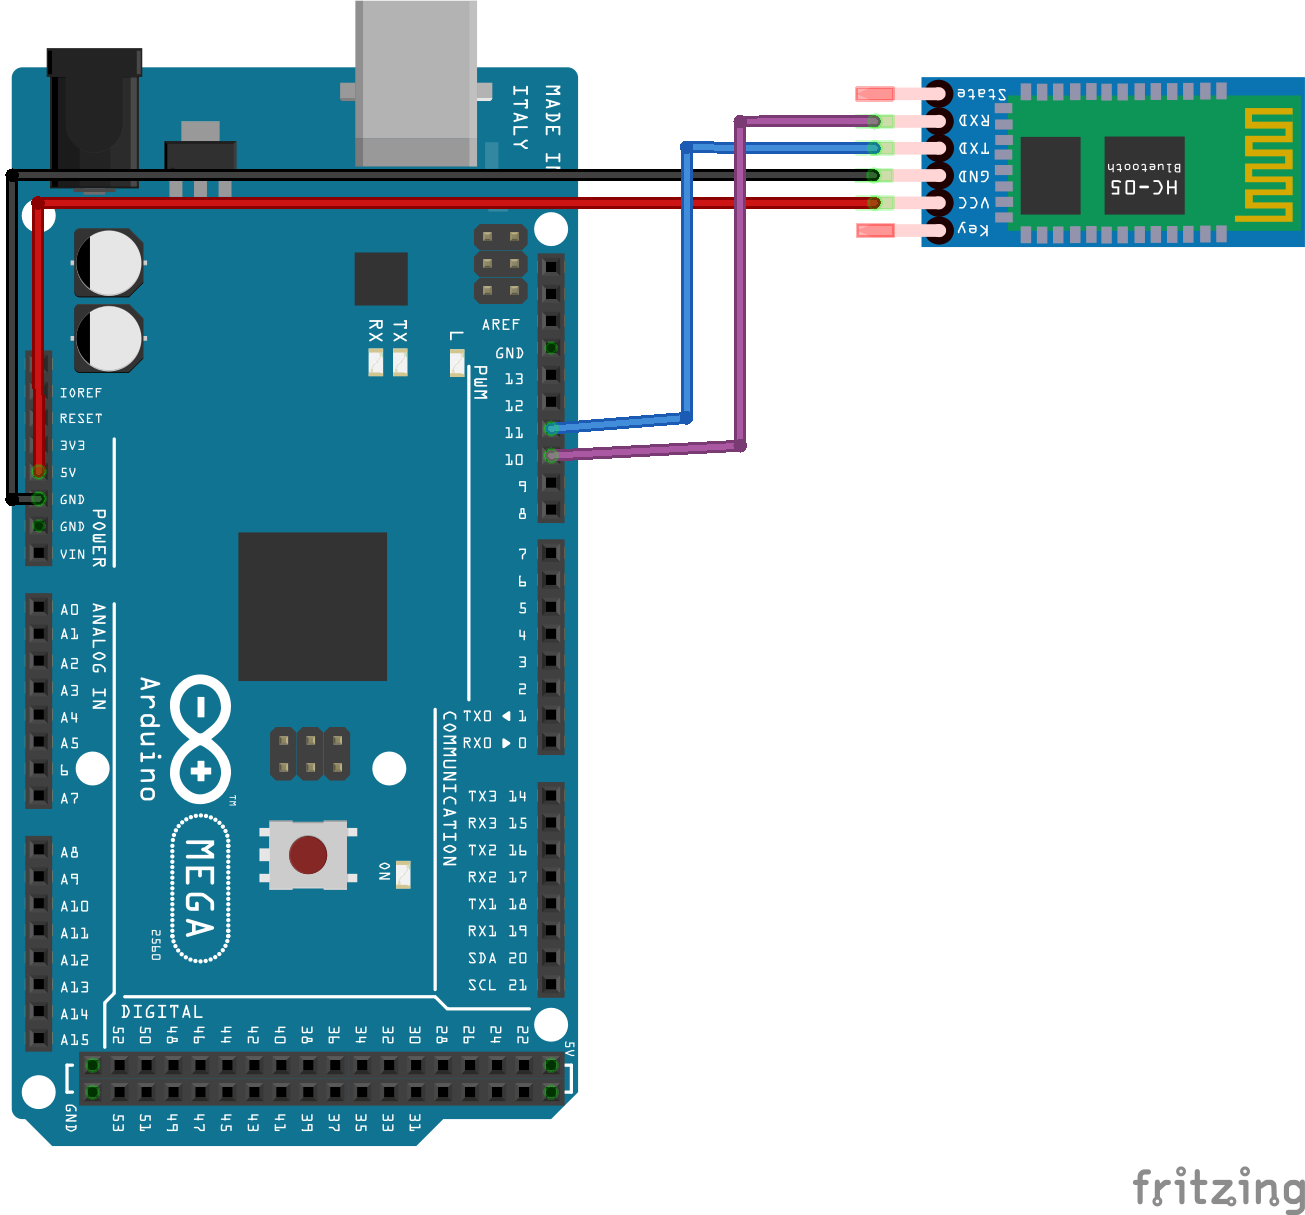 MADE IN
ITALY
State
RXD
TXD
GND
VCC
Key
HC-05
Bluetooth
RX
TX
L
PWM
AREF
GND
13
12
11
10
9
8
7
6
5
4
3
2
TX0 ◄ 1
RX0 ► 0
IOREF
RESET
3V3
5V
GND
GND
VIN
POWER
A0
A1
A2
A3
A4
A5
6
A7
ANALOG IN
A8
A9
A10
A11
A12
A13
A14
A15
Arduino
TM
MEGA
2560
ON
COMMUNICATION
TX3 14
RX3 15
TX2 16
RX2 17
TX1 18
RX1 19
SDA 20
SCL 21
DIGITAL
52 50 48 46 44 42 40 38 36 34 32 30 28 26 24 22
5V
GND
53 51 49 47 45 43 41 39 37 35 33 31
fritzing